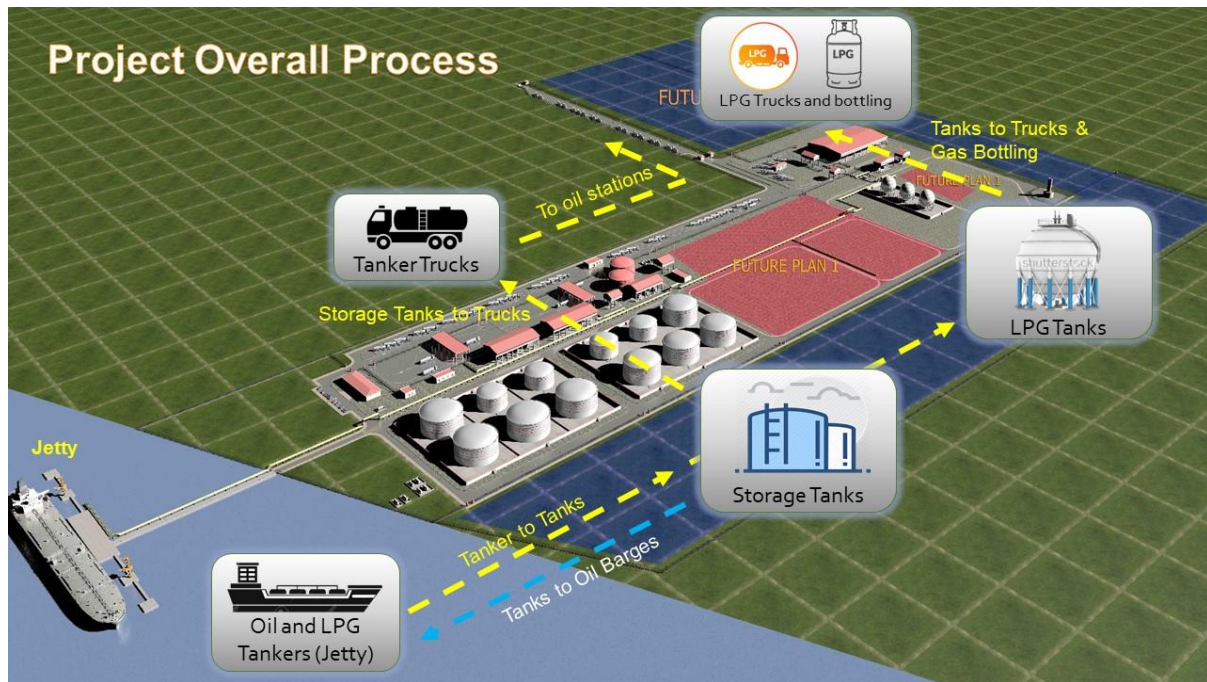 Project Overall Process
LPG
LPG
LPG Trucks and bottling
FUTU
Tanks to Trucks &
Gas Bottling
To oil stations
FUTURE PLAN 1
Tanker Trucks
shutterstock
LPG Tanks
FUTURE PLAN 1
Storage Tanks to Trucks
Storage Tanks
Jetty
Tanker to Tanks
Tanks to Oil Barges
Oil and LPG
Tankers (Jetty)